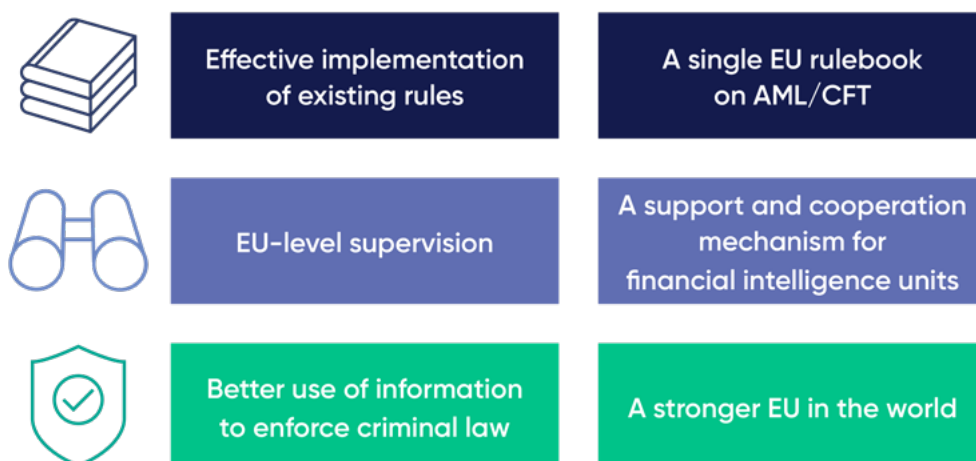 Effective implementation
of existing rules
A single EU rulebook
on AML/CFT
EU-level supervision
A support and cooperation
mechanism for
financial intelligence units
Better use of information
to enforce criminal law
A stronger EU in the world